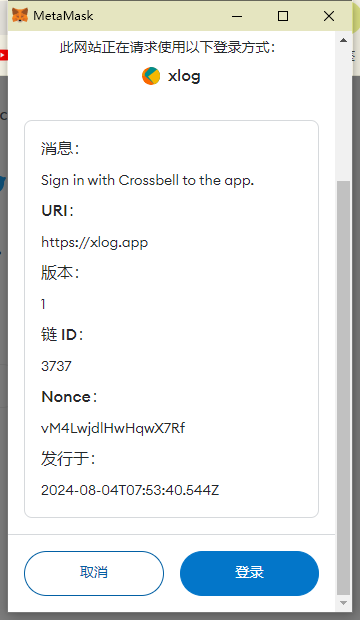 MetaMask
此网站正在请求使用以下登录方式：
xlog
消息：
Sign in with Crossbell to the app.
URI：
https://xlog.app
版本：
1
链 ID：
3737
Nonce：
vM4LwjdlHwHqwX7Rf
发行于：
2024-08-04T07:53:40.544Z
取消
登录